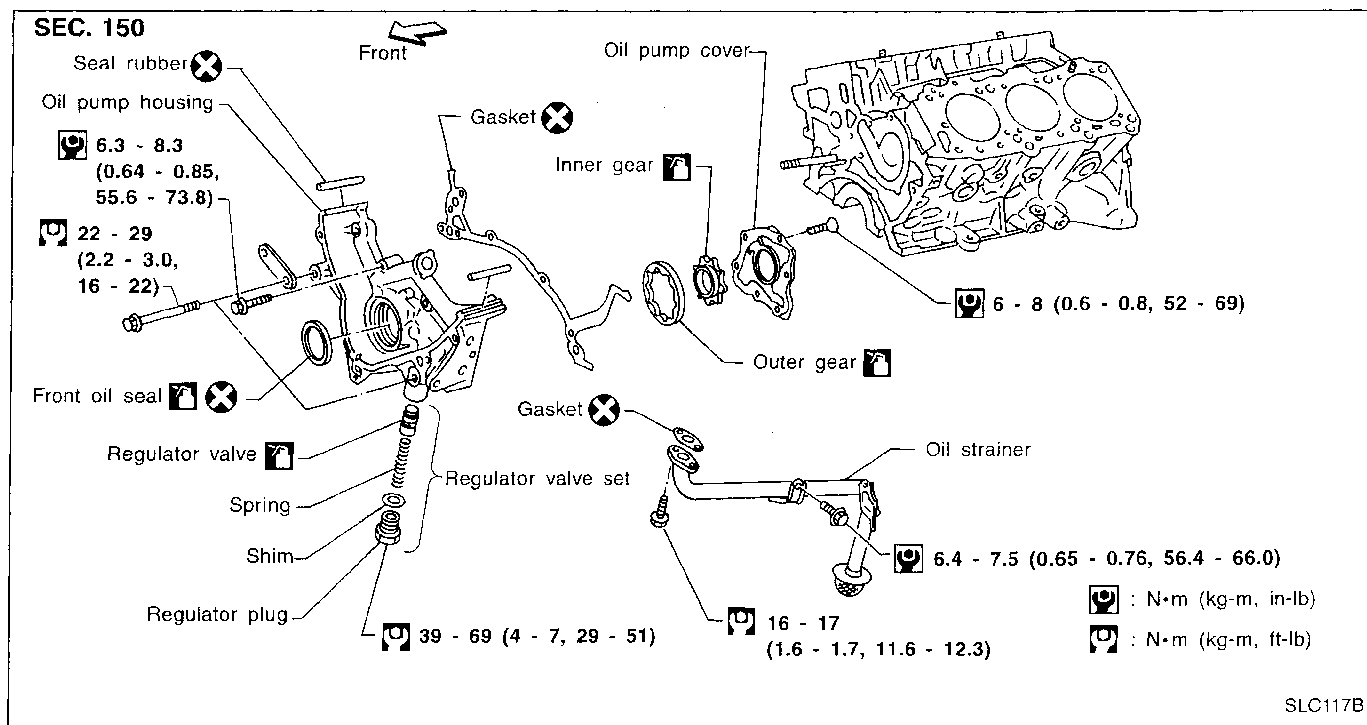 SEC. 150
Front
Seal rubber
Oil pump housing
6.3 - 8.3
(0.64 - 0.85,
55.6 - 73.8)
22 - 29
(2.2 - 3.0,
16 - 22)
Front oil seal
Regulator valve
Spring
Shim
Regulator plug
39 - 69 (4 - 7, 29 - 51)
Regulator valve set
Gasket
Inner gear
Oil pump cover
6 - 8 (0.6 - 0.8, 52 - 69)
Outer gear
Gasket
Oil strainer
6.4 - 7.5 (0.65 - 0.76, 56.4 - 66.0)
16 - 17
(1.6 - 1.7, 11.6 - 12.3)
: N•m (kg-m, in-lb)
: N•m (kg-m, ft-lb)
SLC117B